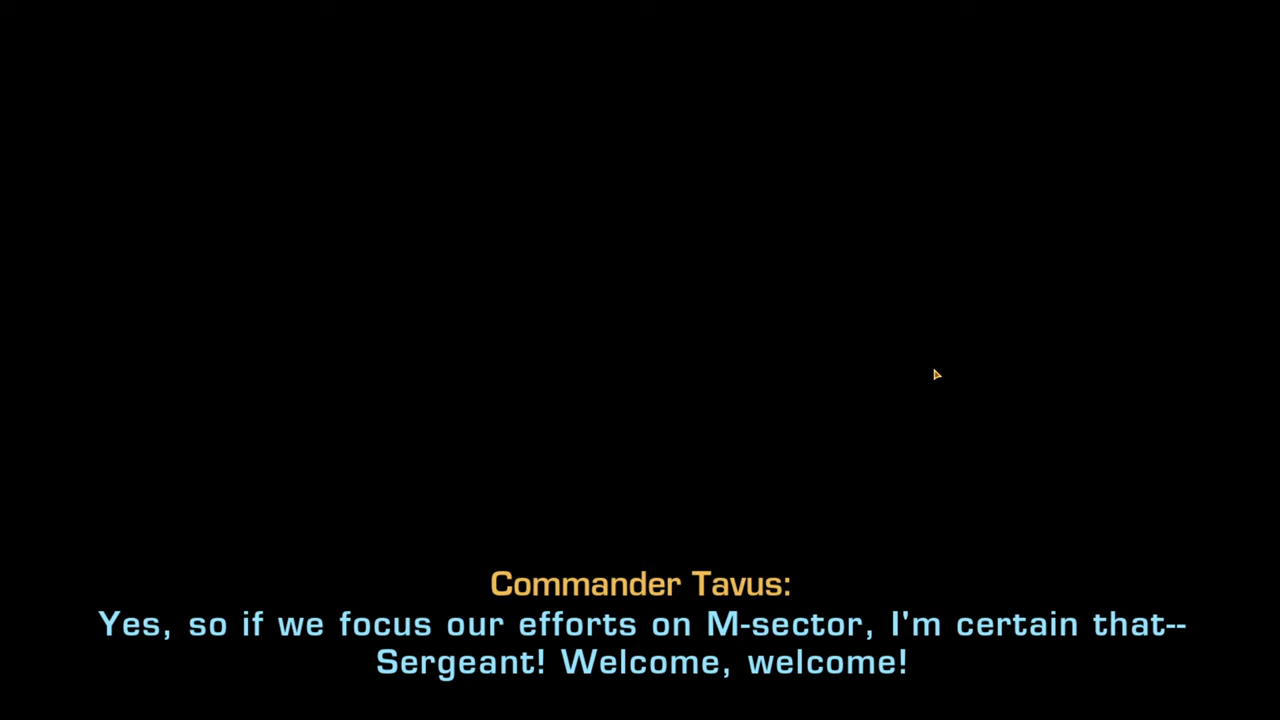 Commander Tavus:
Yes, so if we focus our efforts on M-sector, I'm certain that--
Sergeant! Welcome, welcome!